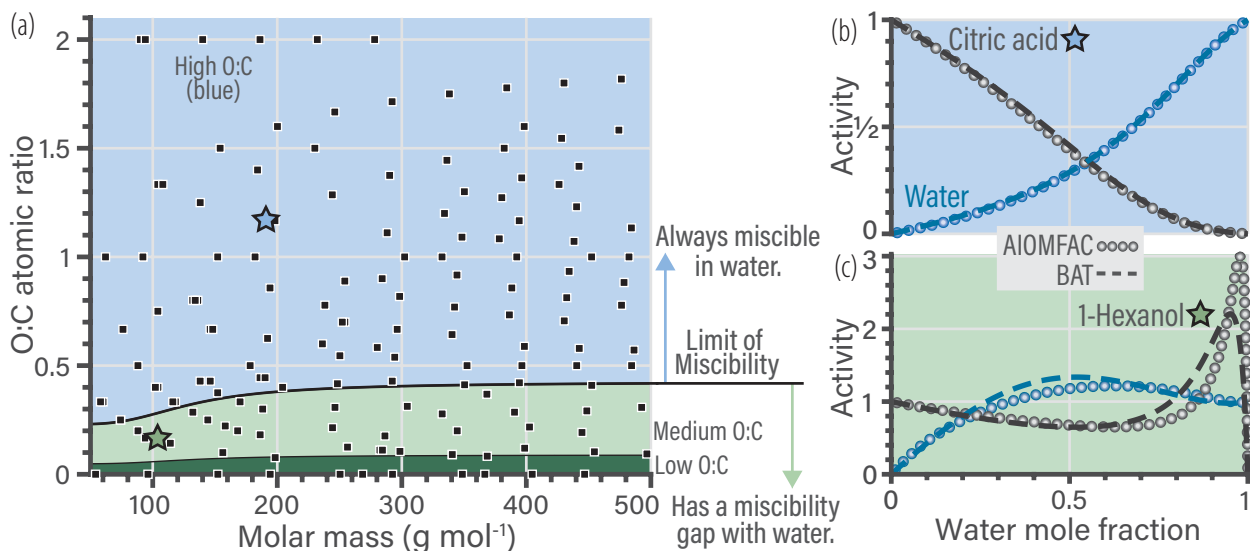 (a)
O:C atomic ratio
2
1.5
1
0.5
0
High O:C
(blue)
Always miscible
in water.
Limit of
Miscibility
Medium O:C
Low O:C
Has a miscibility
gap with water.
100
200
300
400
500
Molar mass (g mol⁻¹)
(b)
Activity
1
½
0
Citric acid
Water
AIOMFAC
BAT
(c)
Activity
3
2
1
0
1-Hexanol
0
0.5
1
Water mole fraction